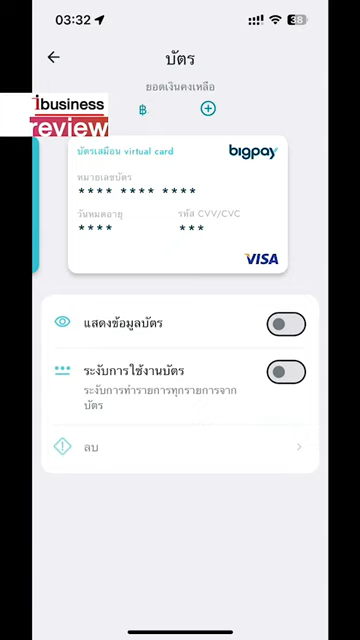 03:32
38
บัตร
ยอดเงินคงเหลือ
฿
ibusiness
review
บัตรเสมือน virtual card
bigpay
หมายเลขบัตร
**** **** ****
วันหมดอายุ
รหัส CVV/CVC
****
***
VISA
แสดงข้อมูลบัตร
ระงับการใช้งานบัตร
ระงับการทำรายการทุกรายการจาก
บัตร
ลบ